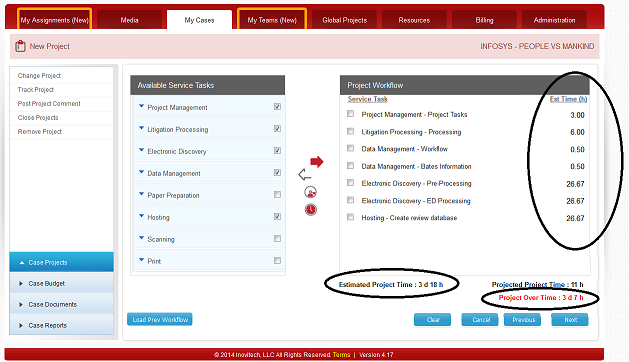 My Assignments (New) Media My Cases My Teams (New) Global Projects Resources Billing Administration
New Project INFOSYS - PEOPLE VS MANKIND
Change Project
Track Project
Post Project Comment
Close Projects
Remove Project
Case Projects
Case Budget
Case Documents
Case Reports
Available Service Tasks
Project Management
Litigation Processing
Electronic Discovery
Data Management
Paper Preparation
Hosting
Scanning
Print
Project Workflow
Service Task Est Time (h)
Project Management - Project Tasks 3.00
Litigation Processing - Processing 6.00
Data Management - Workflow 0.50
Data Management - Bates Information 0.50
Electronic Discovery - Pre-Processing 26.67
Electronic Discovery - ED Processing 26.67
Hosting - Create review database 26.67
Estimated Project Time : 3 d 18 h Projected Project Time : 11 h
Project Over Time : 3 d 7 h
Load Prev Workflow Clear Cancel Previous Next
© 2014 Inovitech, LLC All Rights Reserved. Terms | Version 4.17